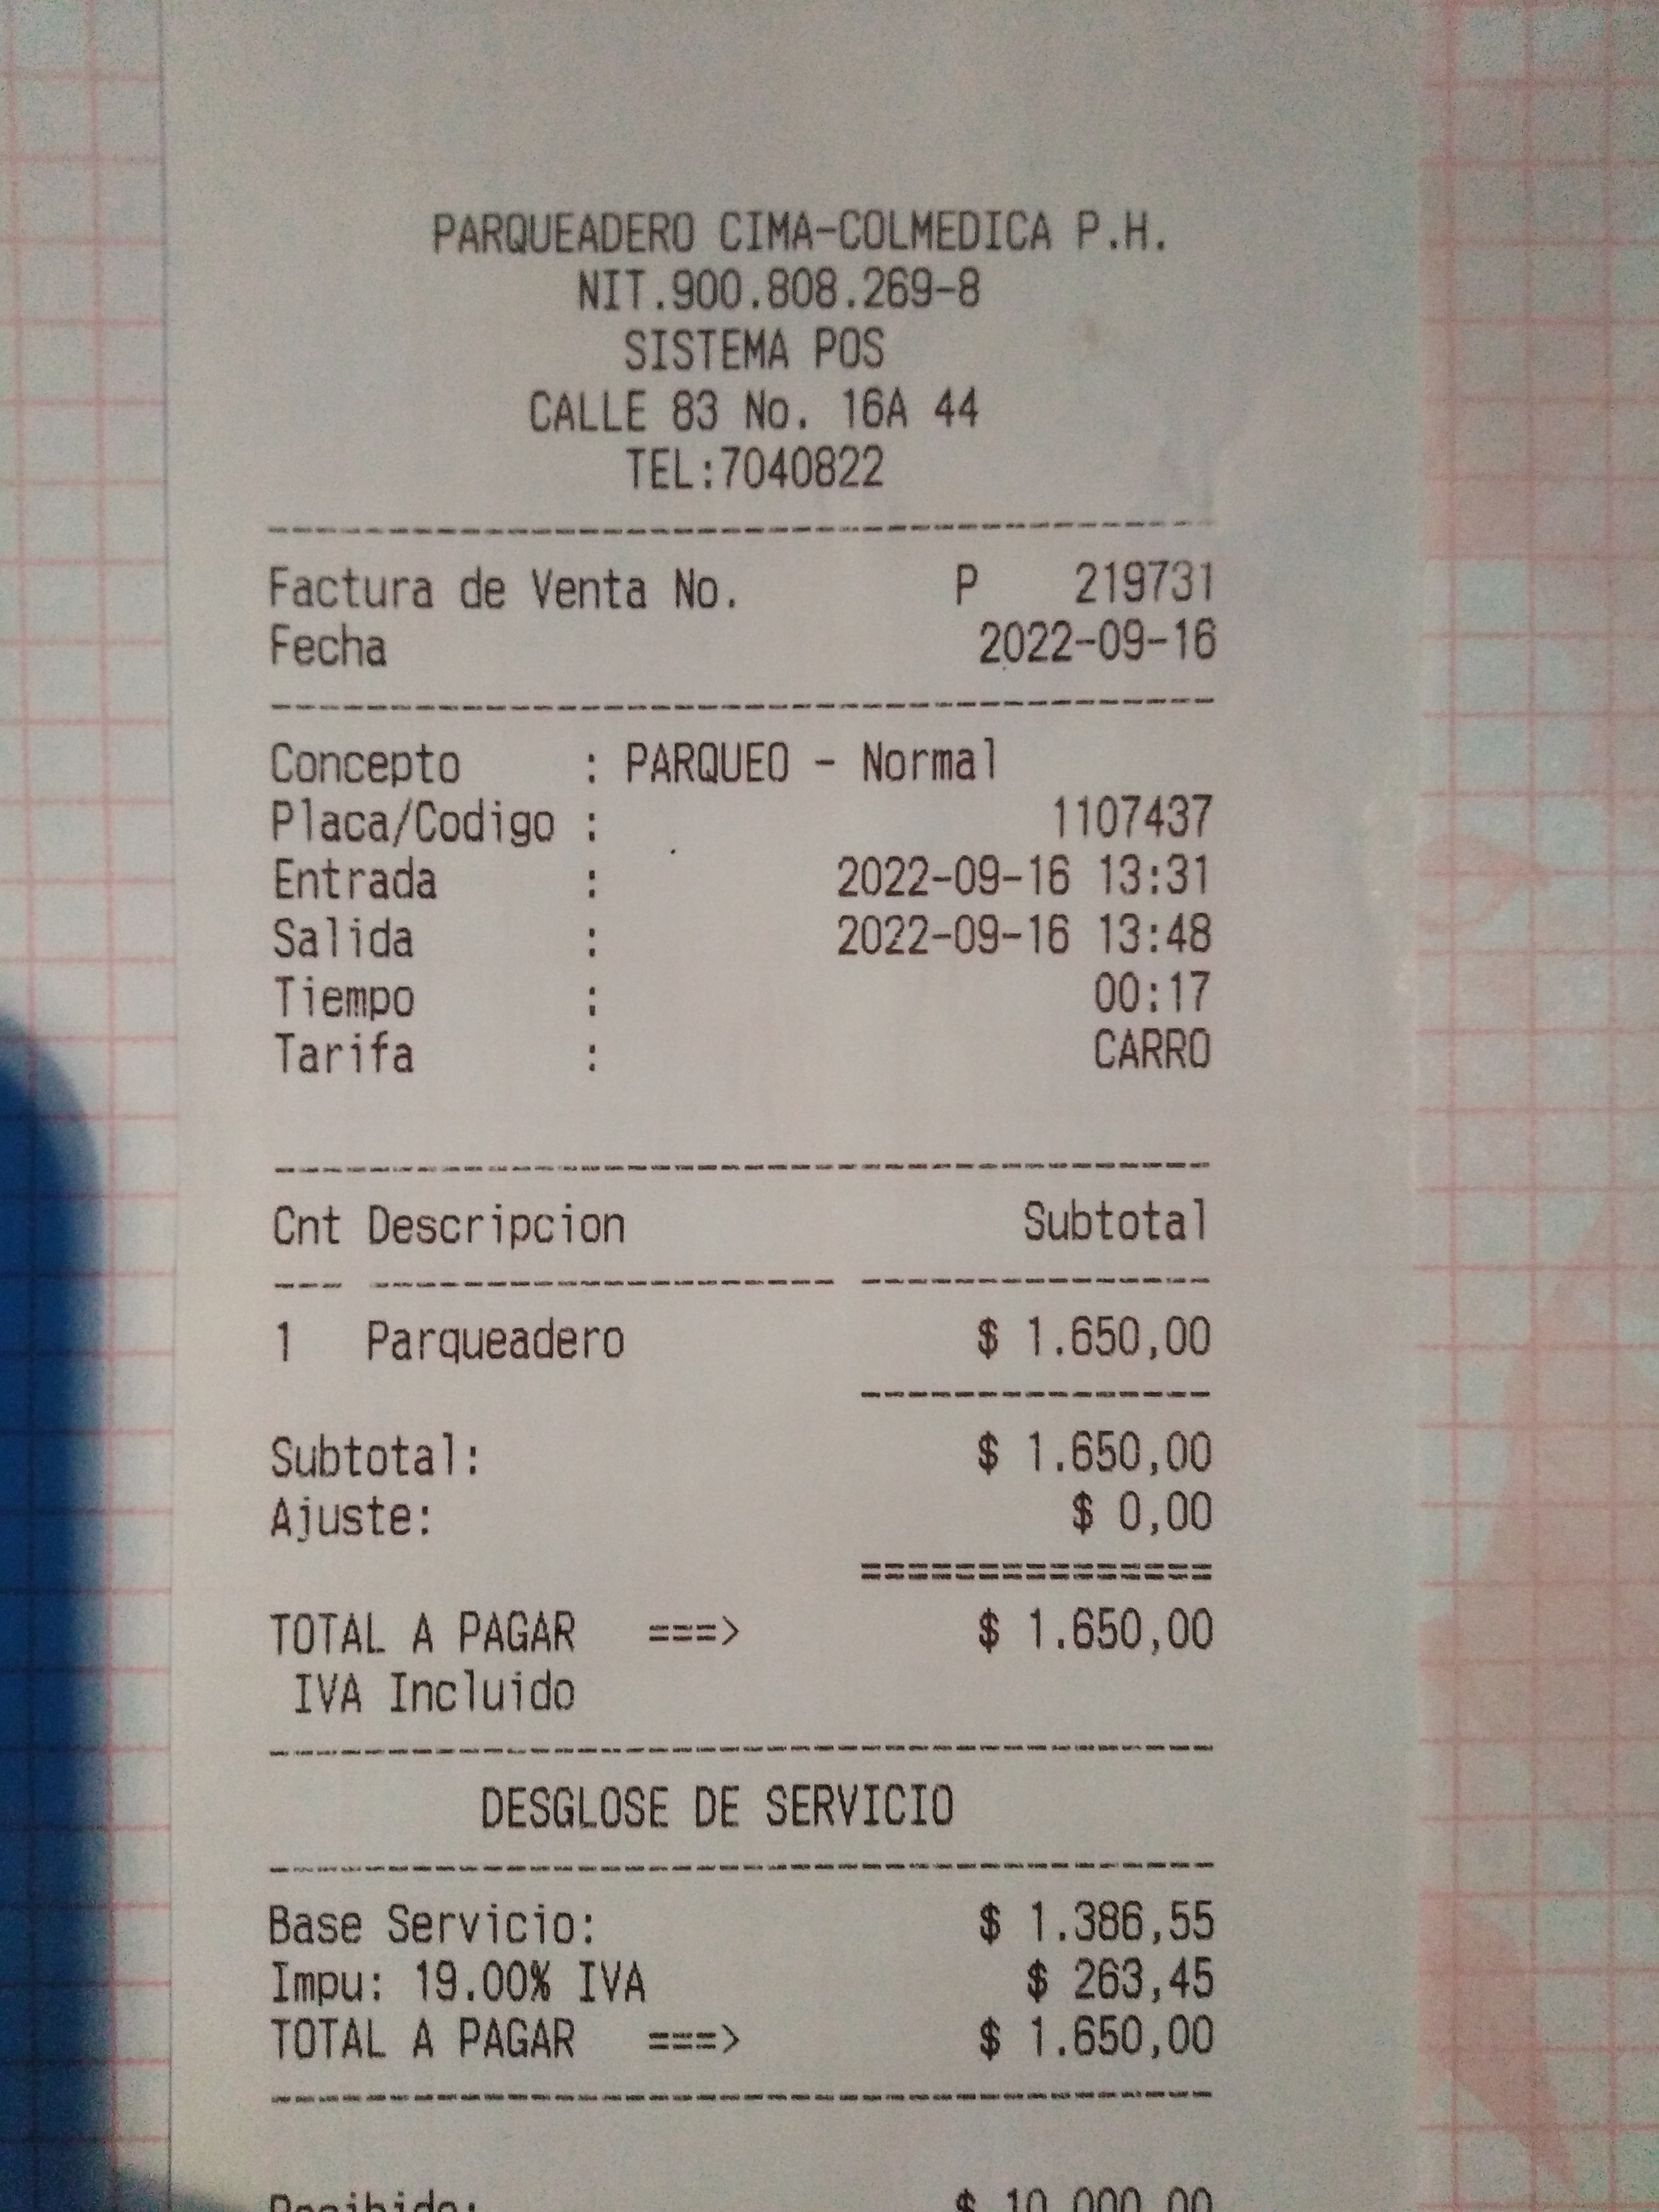 PARQUEADERO CIMA-COLMEDICA P.H.
NIT.900.808.269-8
SISTEMA POS
CALLE 83 No. 16A 44
TEL:7040822
Factura de Venta No. P 219731
Fecha 2022-09-16
Concepto : PARQUEO - Normal
Placa/Codigo : 1107437
Entrada : 2022-09-16 13:31
Salida : 2022-09-16 13:48
Tiempo : 00:17
Tarifa : CARRO
Cnt Descripcion Subtotal
1 Parqueadero $ 1.650,00
Subtotal: $ 1.650,00
Ajuste: $ 0,00
TOTAL A PAGAR ===> $ 1.650,00
IVA Incluido
DESGLOSE DE SERVICIO
Base Servicio: $ 1.386,55
Impu: 19.00% IVA $ 263,45
TOTAL A PAGAR ===> $ 1.650,00
Recibido: $ 10.000,00